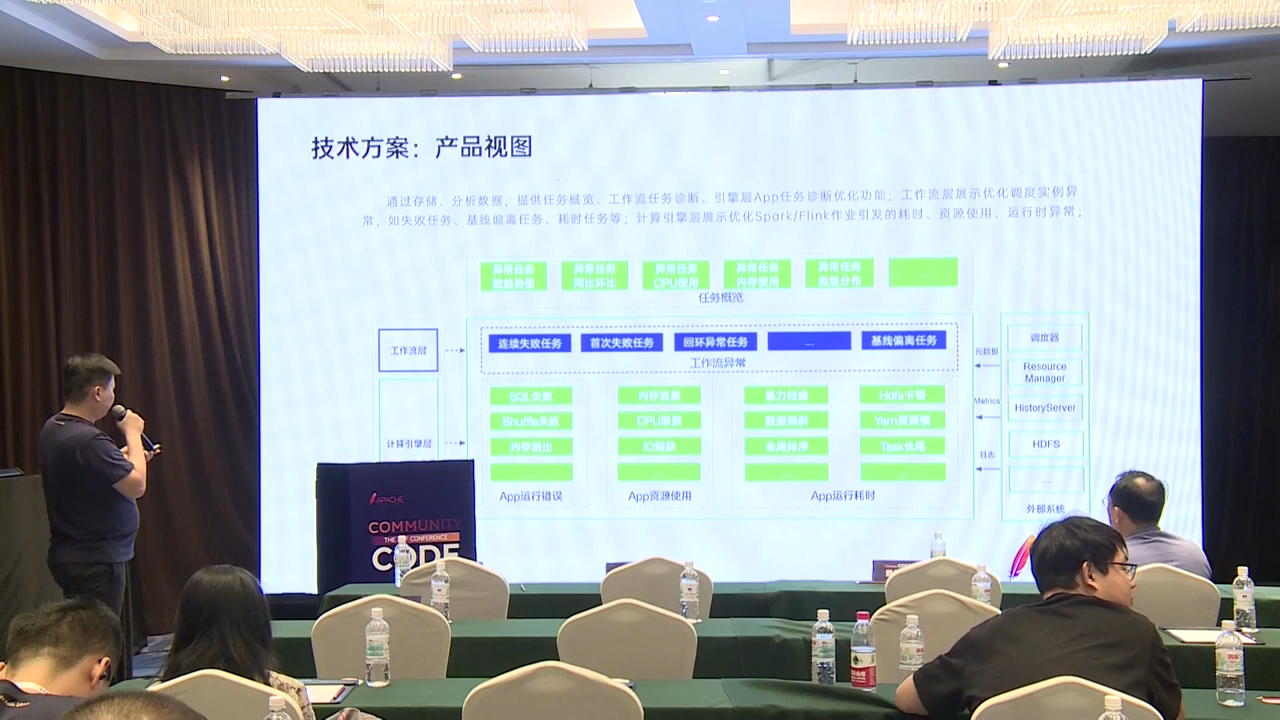 技术方案：产品视图
通过存储、分析数据，提供任务概览、工作流任务诊断、引擎层App任务诊断优化功能；工作流层展示优化调度实例异
常，如失败任务、基线偏离任务、耗时任务等；计算引擎层展示优化Spark/Flink作业引发的耗时、资源使用、运行时异常；
异常任务 异常任务 异常任务 异常任务 异常任务
数趋势图 同比环比 CPU使用 内存使用 类型分布
任务概览
工作流层
连续失败任务 首次失败任务 回环异常任务 ... 基线偏离任务
工作流异常
计算引擎层
SQL失败 内存浪费 暴力扫描 Hdfs卡顿
Shuffle失败 CPU浪费 数据倾斜 Yarn资源
内存溢出 全局排序 Task长尾
App运行错误 App资源使用 App运行耗时
元数据
Metrics
日志
调度器
Resource
Manager
HistoryServer
HDFS
...
外部系统
APACHE
COMMUNITY
THE CONFERENCE
CODE